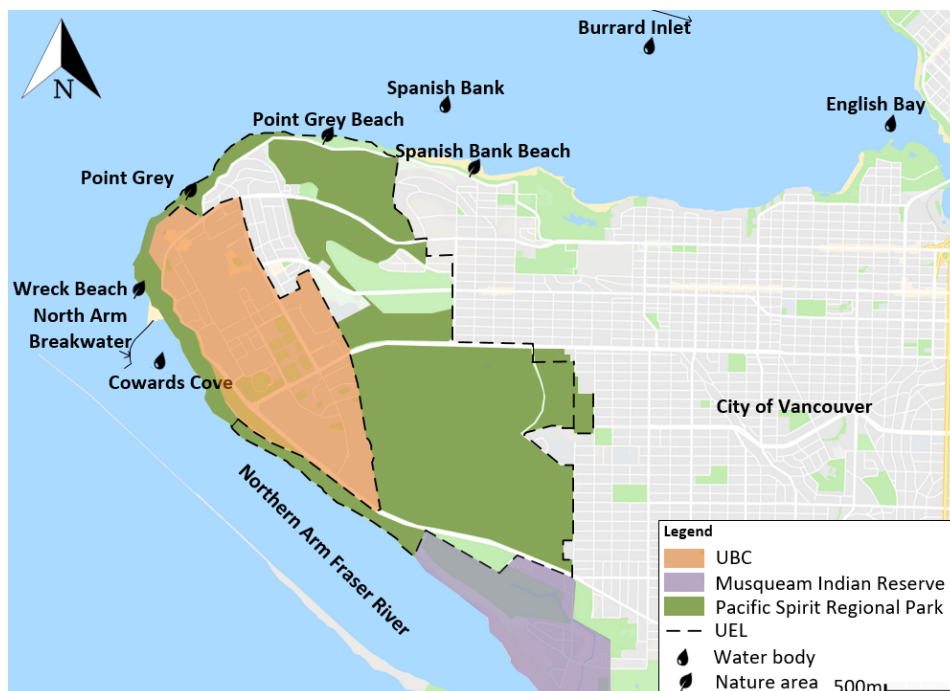 Burrard Inlet
Spanish Bank
English Bay
Point Grey Beach
Spanish Bank Beach
Point Grey
Wreck Beach
North Arm
Breakwater
Cowards Cove
City of Vancouver
Northern Arm Fraser River
N
Legend
UBC
Musqueam Indian Reserve
Pacific Spirit Regional Park
UEL
Water body
Nature area
500m